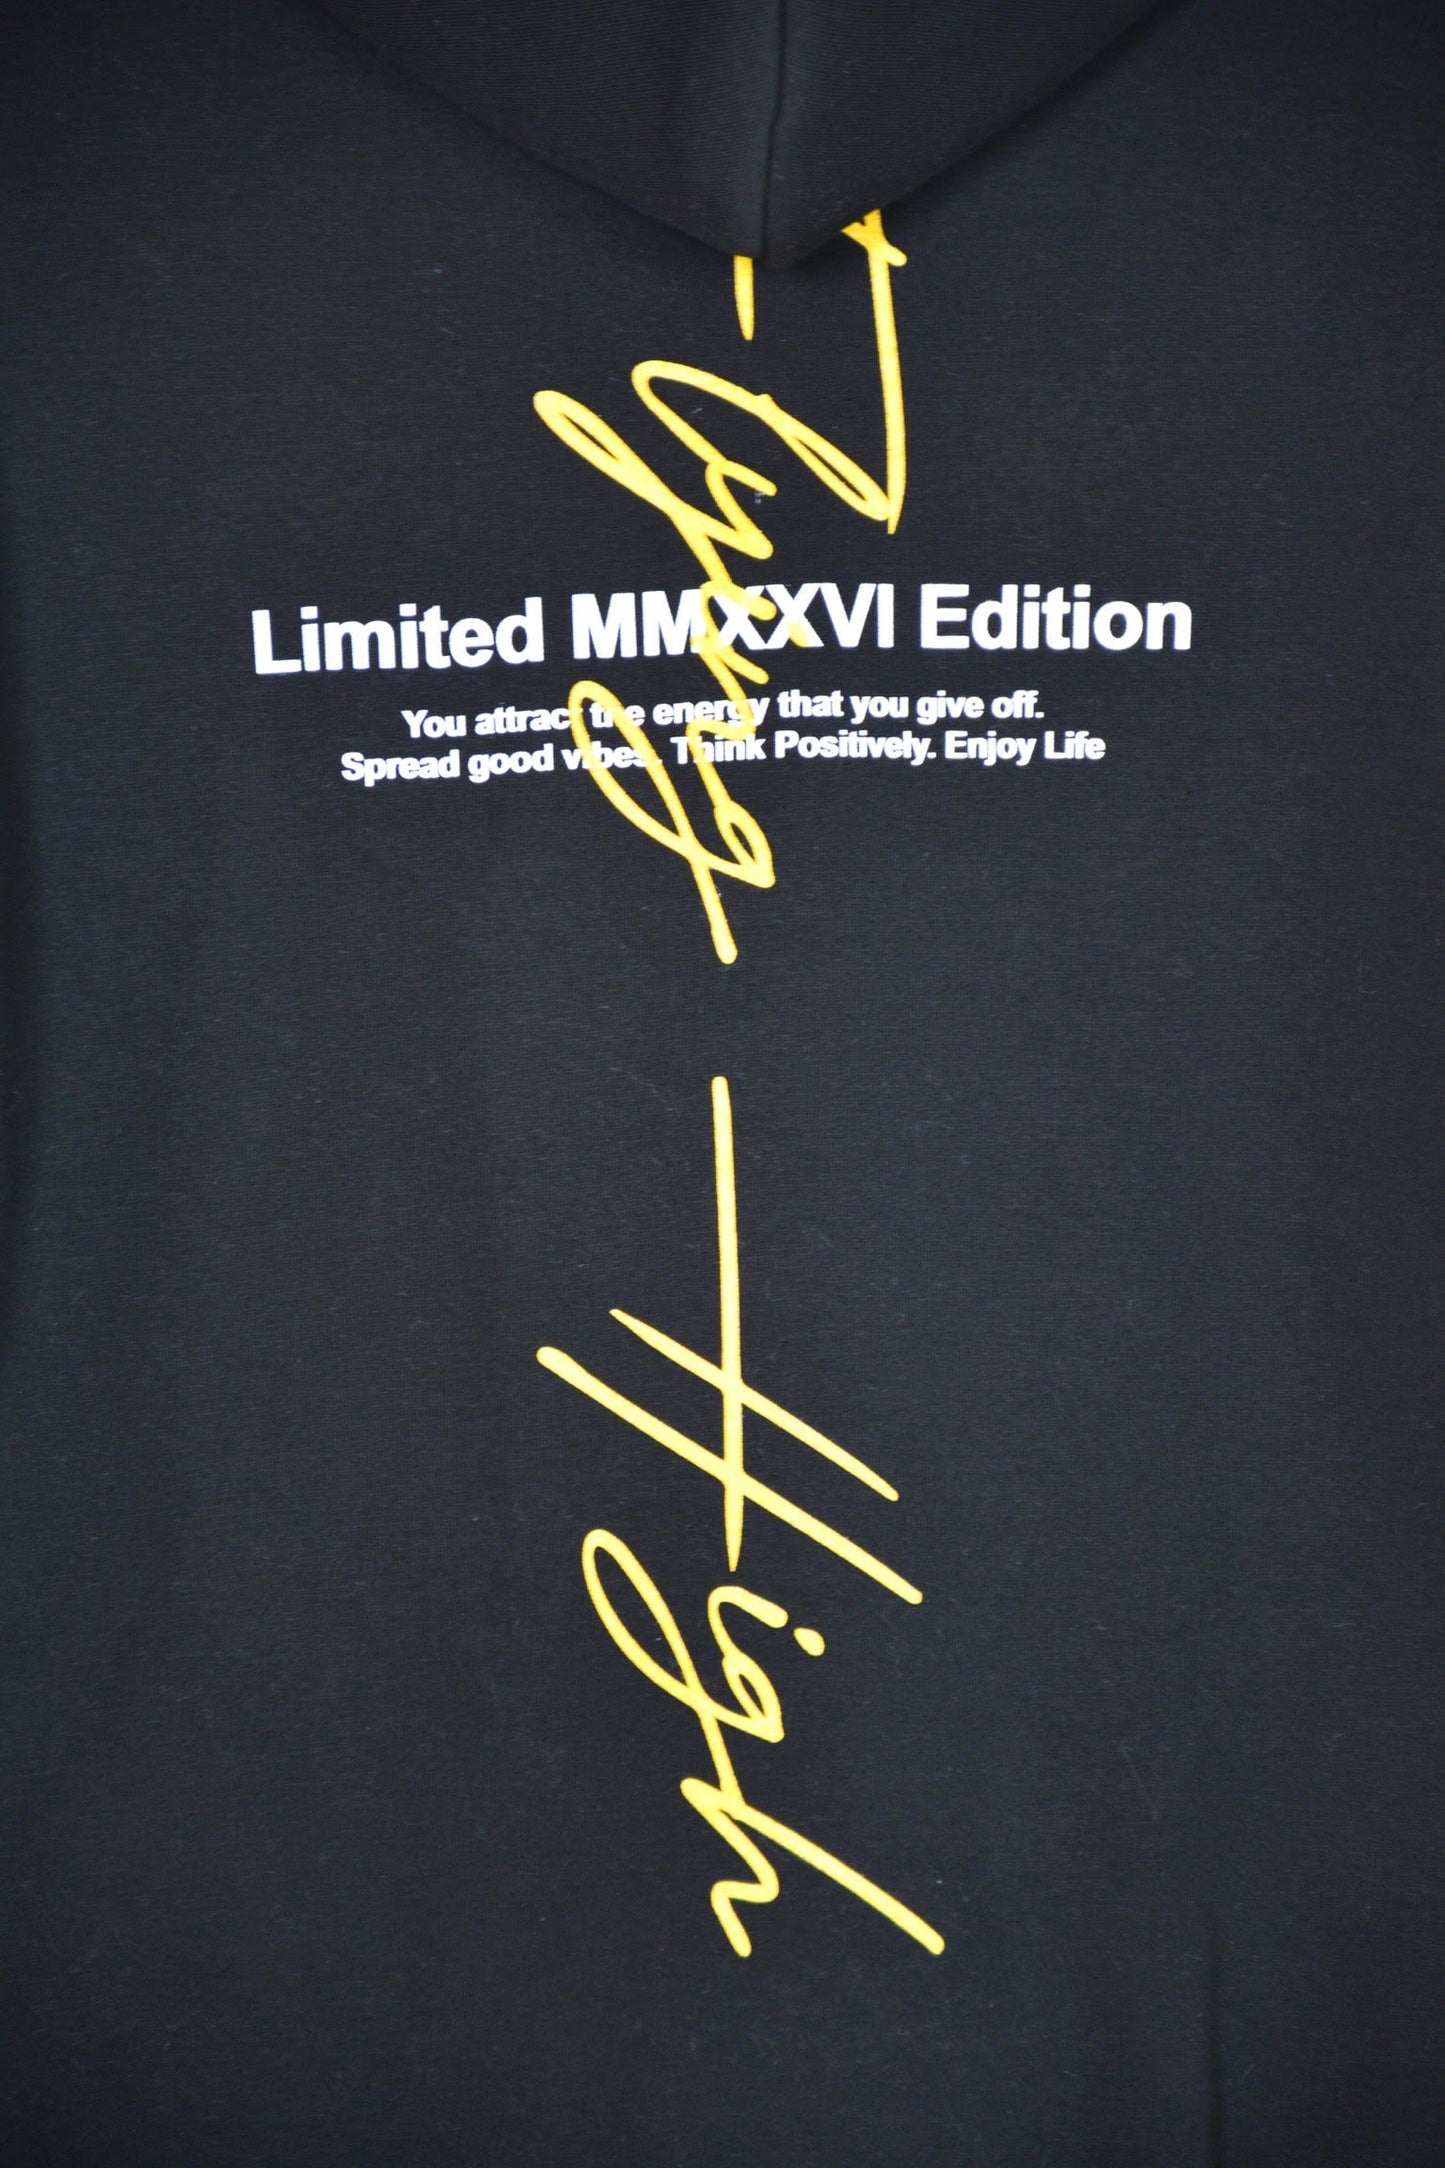 Flying
Limited MMXXVI Edition
You attract the energy that you give off.
Spread good vibes. Think Positively. Enjoy Life
High